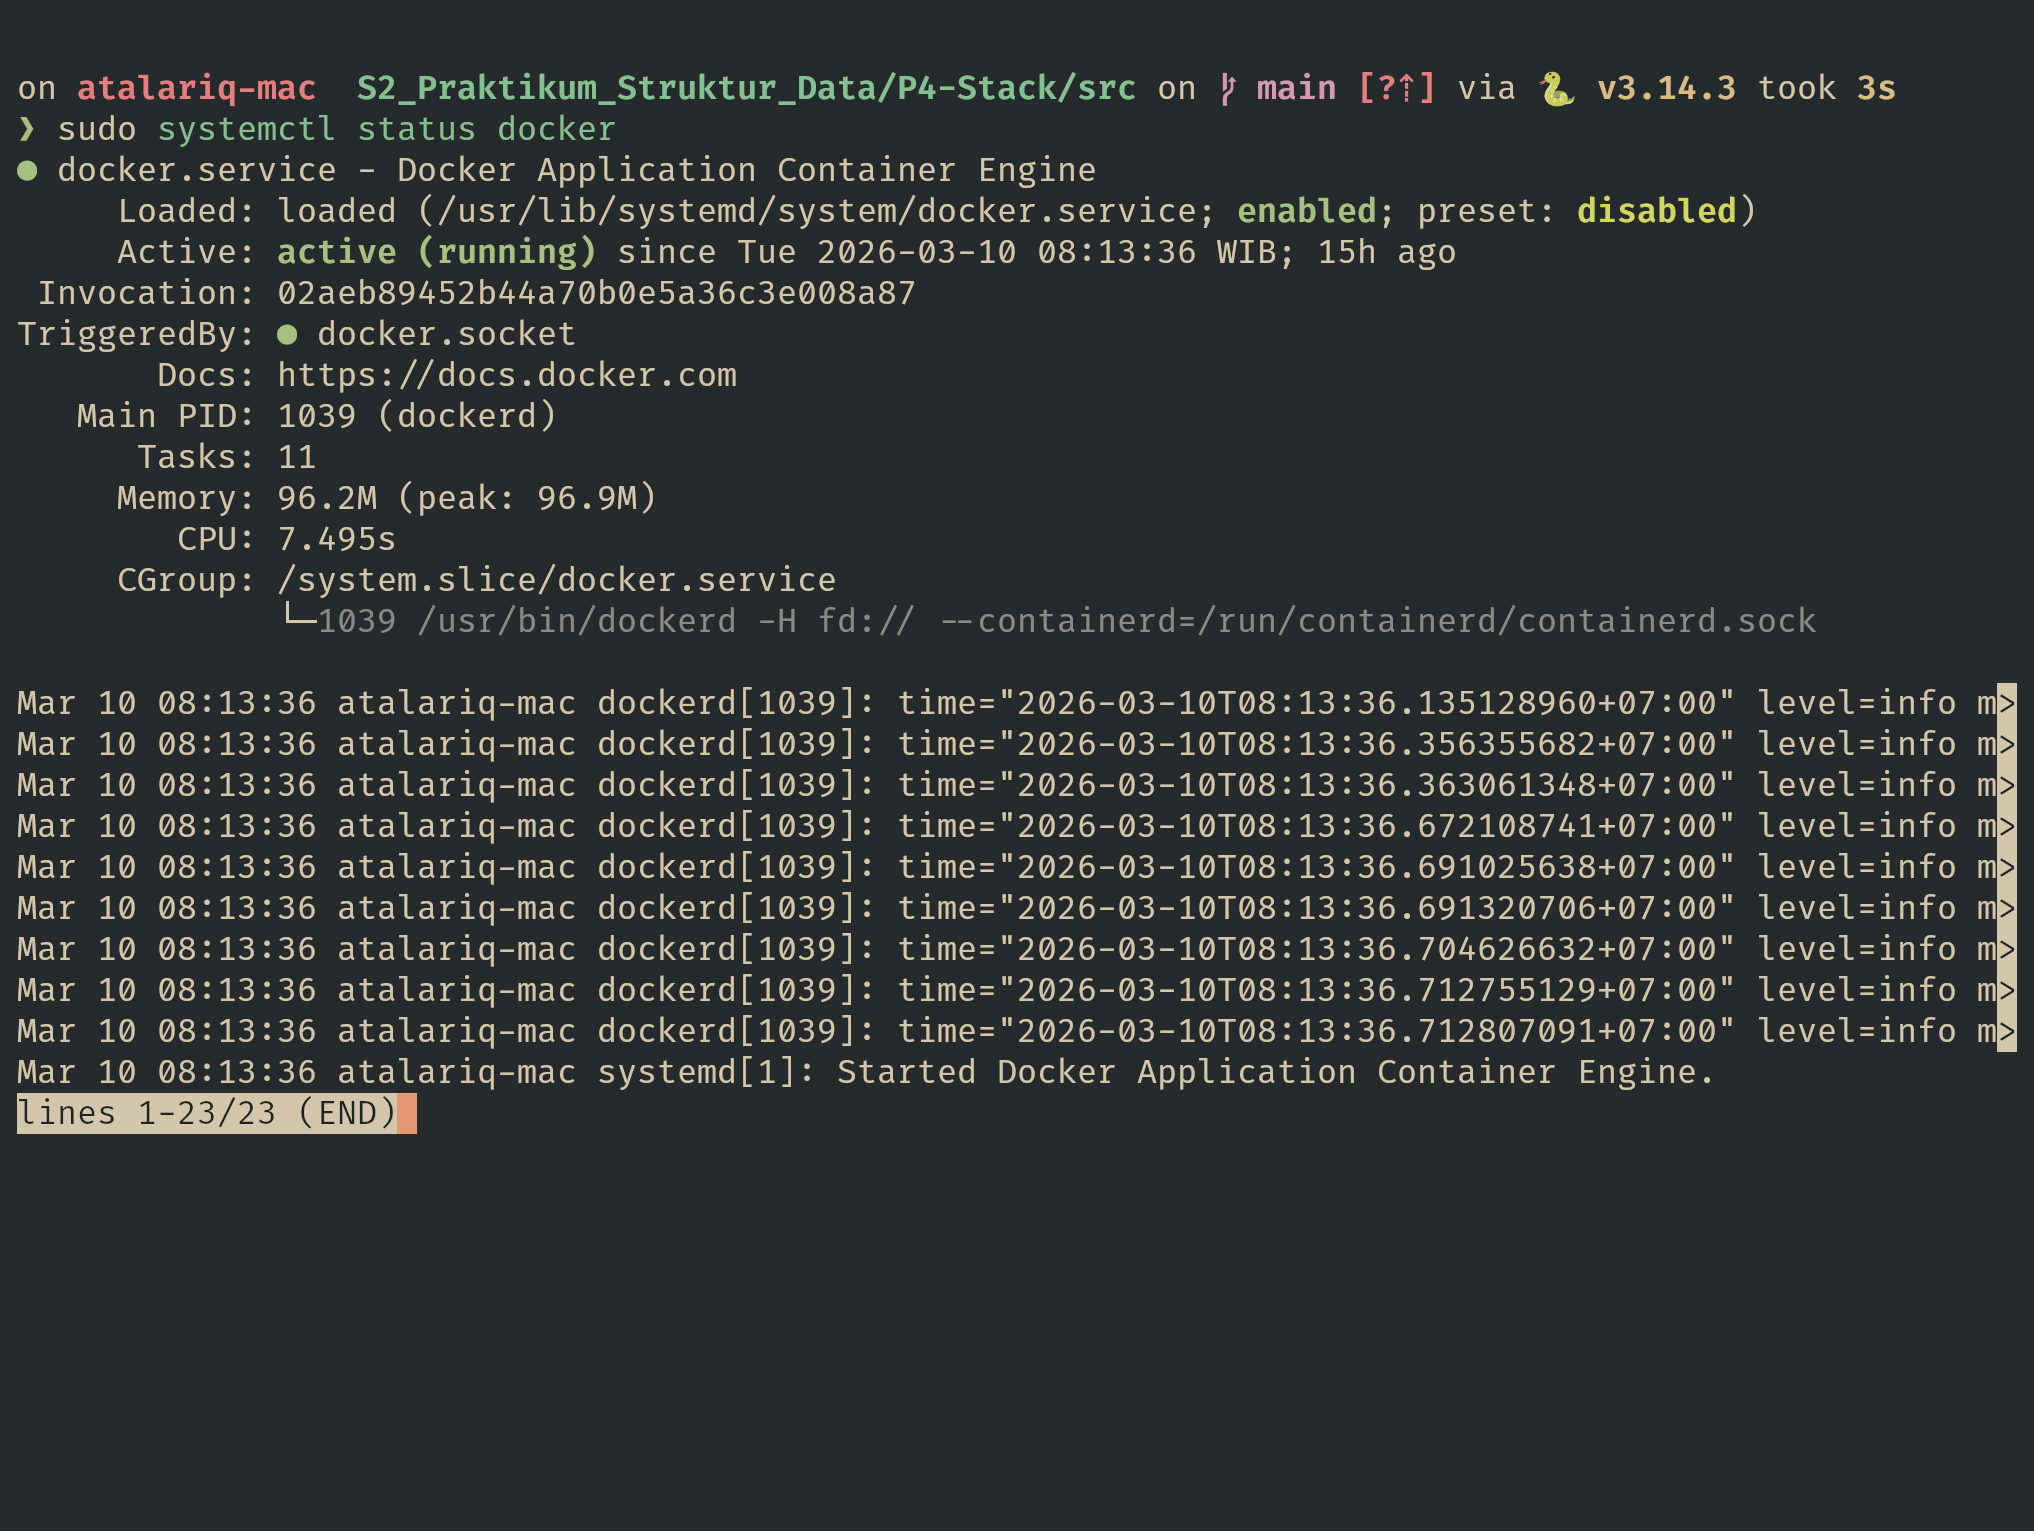 on atalariq-mac  S2_Praktikum_Struktur_Data/P4-Stack/src on main [?⇡] via 🐍 v3.14.3 took 3s
❯ sudo systemctl status docker
● docker.service - Docker Application Container Engine
     Loaded: loaded (/usr/lib/systemd/system/docker.service; enabled; preset: disabled)
     Active: active (running) since Tue 2026-03-10 08:13:36 WIB; 15h ago
 Invocation: 02aeb89452b44a70b0e5a36c3e008a87
TriggeredBy: ● docker.socket
       Docs: https://docs.docker.com
   Main PID: 1039 (dockerd)
      Tasks: 11
     Memory: 96.2M (peak: 96.9M)
        CPU: 7.495s
     CGroup: /system.slice/docker.service
             └─1039 /usr/bin/dockerd -H fd:// --containerd=/run/containerd/containerd.sock
Mar 10 08:13:36 atalariq-mac dockerd[1039]: time="2026-03-10T08:13:36.135128960+07:00" level=info m>
Mar 10 08:13:36 atalariq-mac dockerd[1039]: time="2026-03-10T08:13:36.356355682+07:00" level=info m>
Mar 10 08:13:36 atalariq-mac dockerd[1039]: time="2026-03-10T08:13:36.363061348+07:00" level=info m>
Mar 10 08:13:36 atalariq-mac dockerd[1039]: time="2026-03-10T08:13:36.672108741+07:00" level=info m>
Mar 10 08:13:36 atalariq-mac dockerd[1039]: time="2026-03-10T08:13:36.691025638+07:00" level=info m>
Mar 10 08:13:36 atalariq-mac dockerd[1039]: time="2026-03-10T08:13:36.691320706+07:00" level=info m>
Mar 10 08:13:36 atalariq-mac dockerd[1039]: time="2026-03-10T08:13:36.704626632+07:00" level=info m>
Mar 10 08:13:36 atalariq-mac dockerd[1039]: time="2026-03-10T08:13:36.712755129+07:00" level=info m>
Mar 10 08:13:36 atalariq-mac dockerd[1039]: time="2026-03-10T08:13:36.712807091+07:00" level=info m>
Mar 10 08:13:36 atalariq-mac systemd[1]: Started Docker Application Container Engine.
lines 1-23/23 (END)